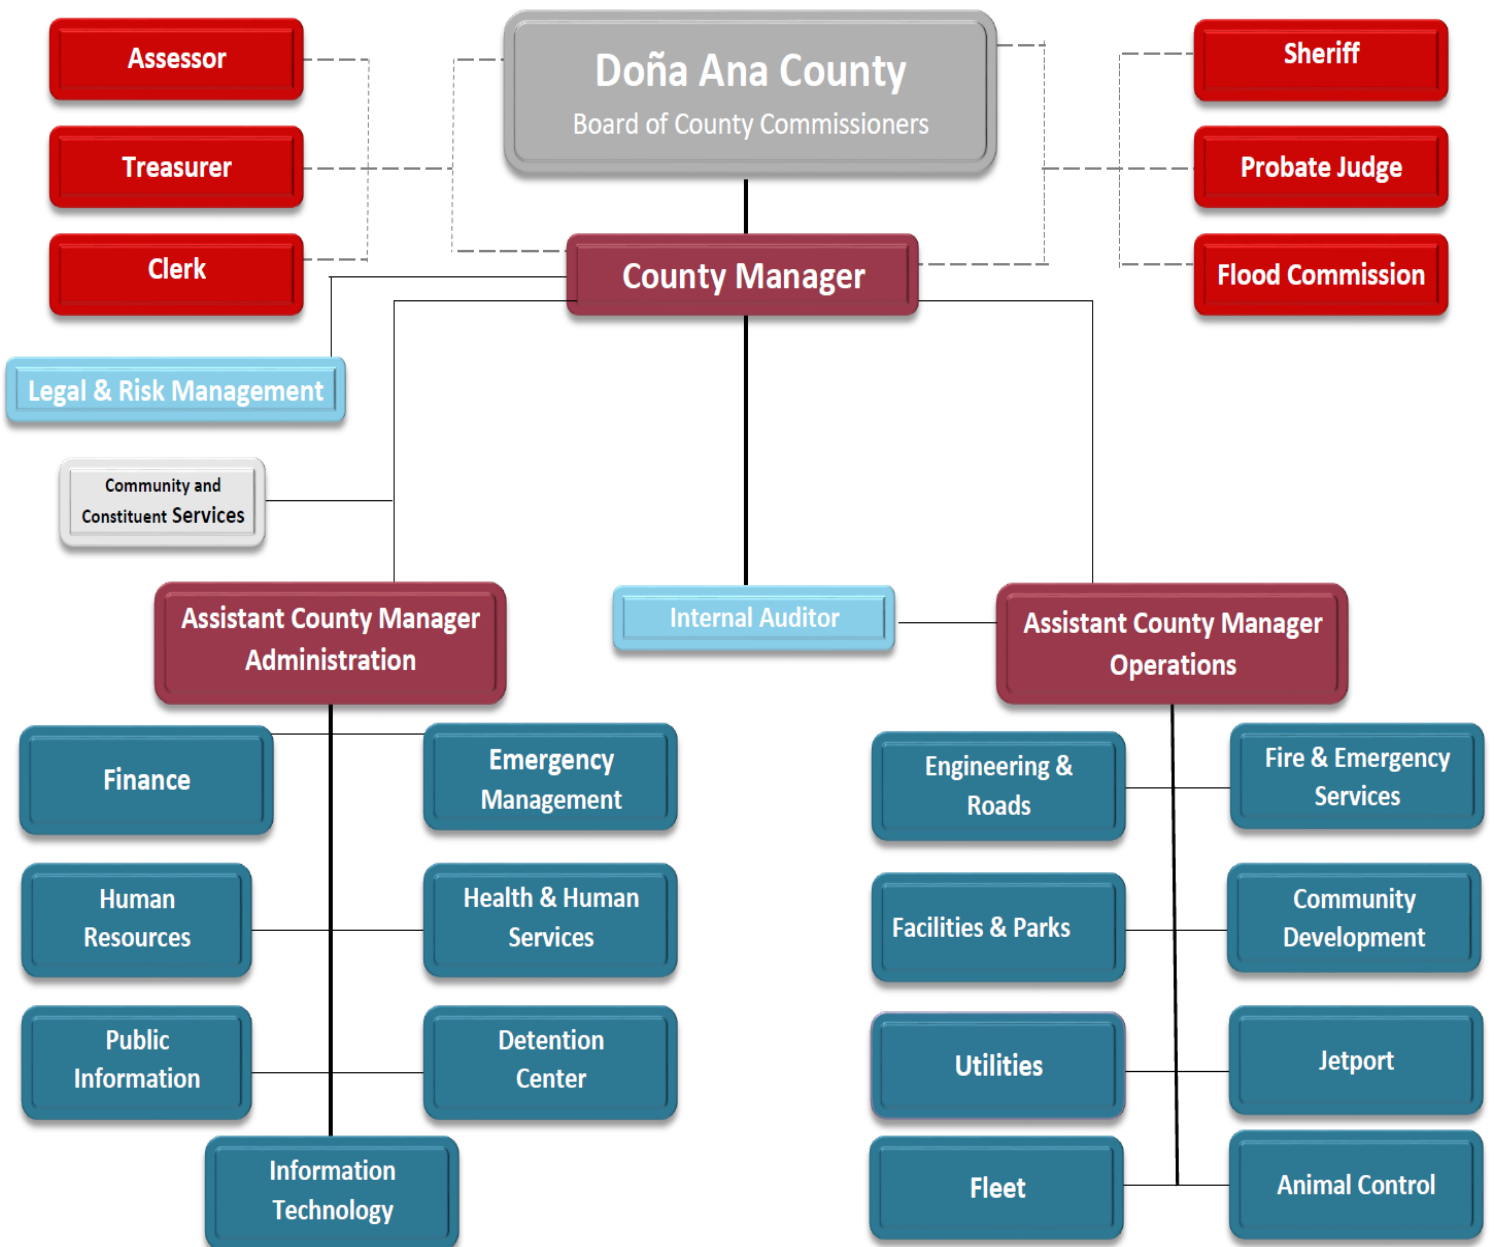 Assessor
Doña Ana County
Board of County Commissioners
Sheriff
Treasurer
Probate Judge
Clerk
County Manager
Flood Commission
Legal & Risk Management
Community and
Constituent Services
Assistant County Manager
Administration
Internal Auditor
Assistant County Manager
Operations
Finance
Emergency
Management
Engineering &
Roads
Fire & Emergency
Services
Human
Resources
Health & Human
Services
Facilities & Parks
Community
Development
Public
Information
Detention
Center
Utilities
Jetport
Information
Technology
Fleet
Animal Control